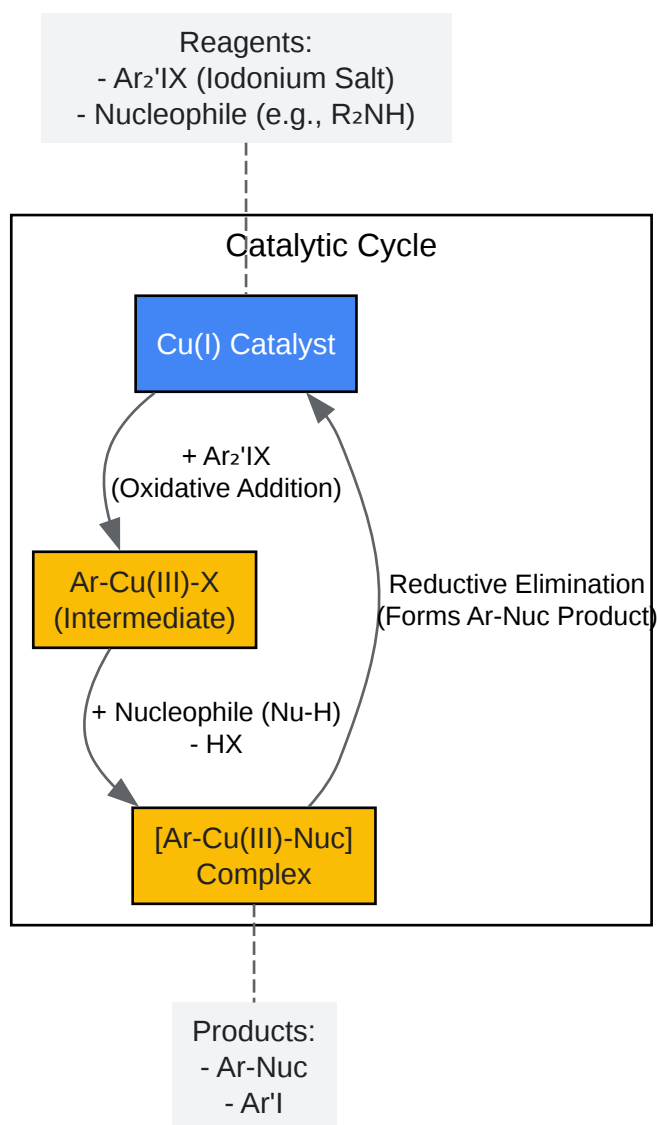 Reagents:
- Ar₂'IX (Iodonium Salt)
- Nucleophile (e.g., R₂NH)
Catalytic Cycle
Cu(I) Catalyst
+ Ar₂'IX
(Oxidative Addition)
Ar-Cu(III)-X
(Intermediate)
Reductive Elimination
(Forms Ar-Nuc Product)
+ Nucleophile (Nu-H)
- HX
[Ar-Cu(III)-Nuc]
Complex
Products:
- Ar-Nuc
- Ar'I